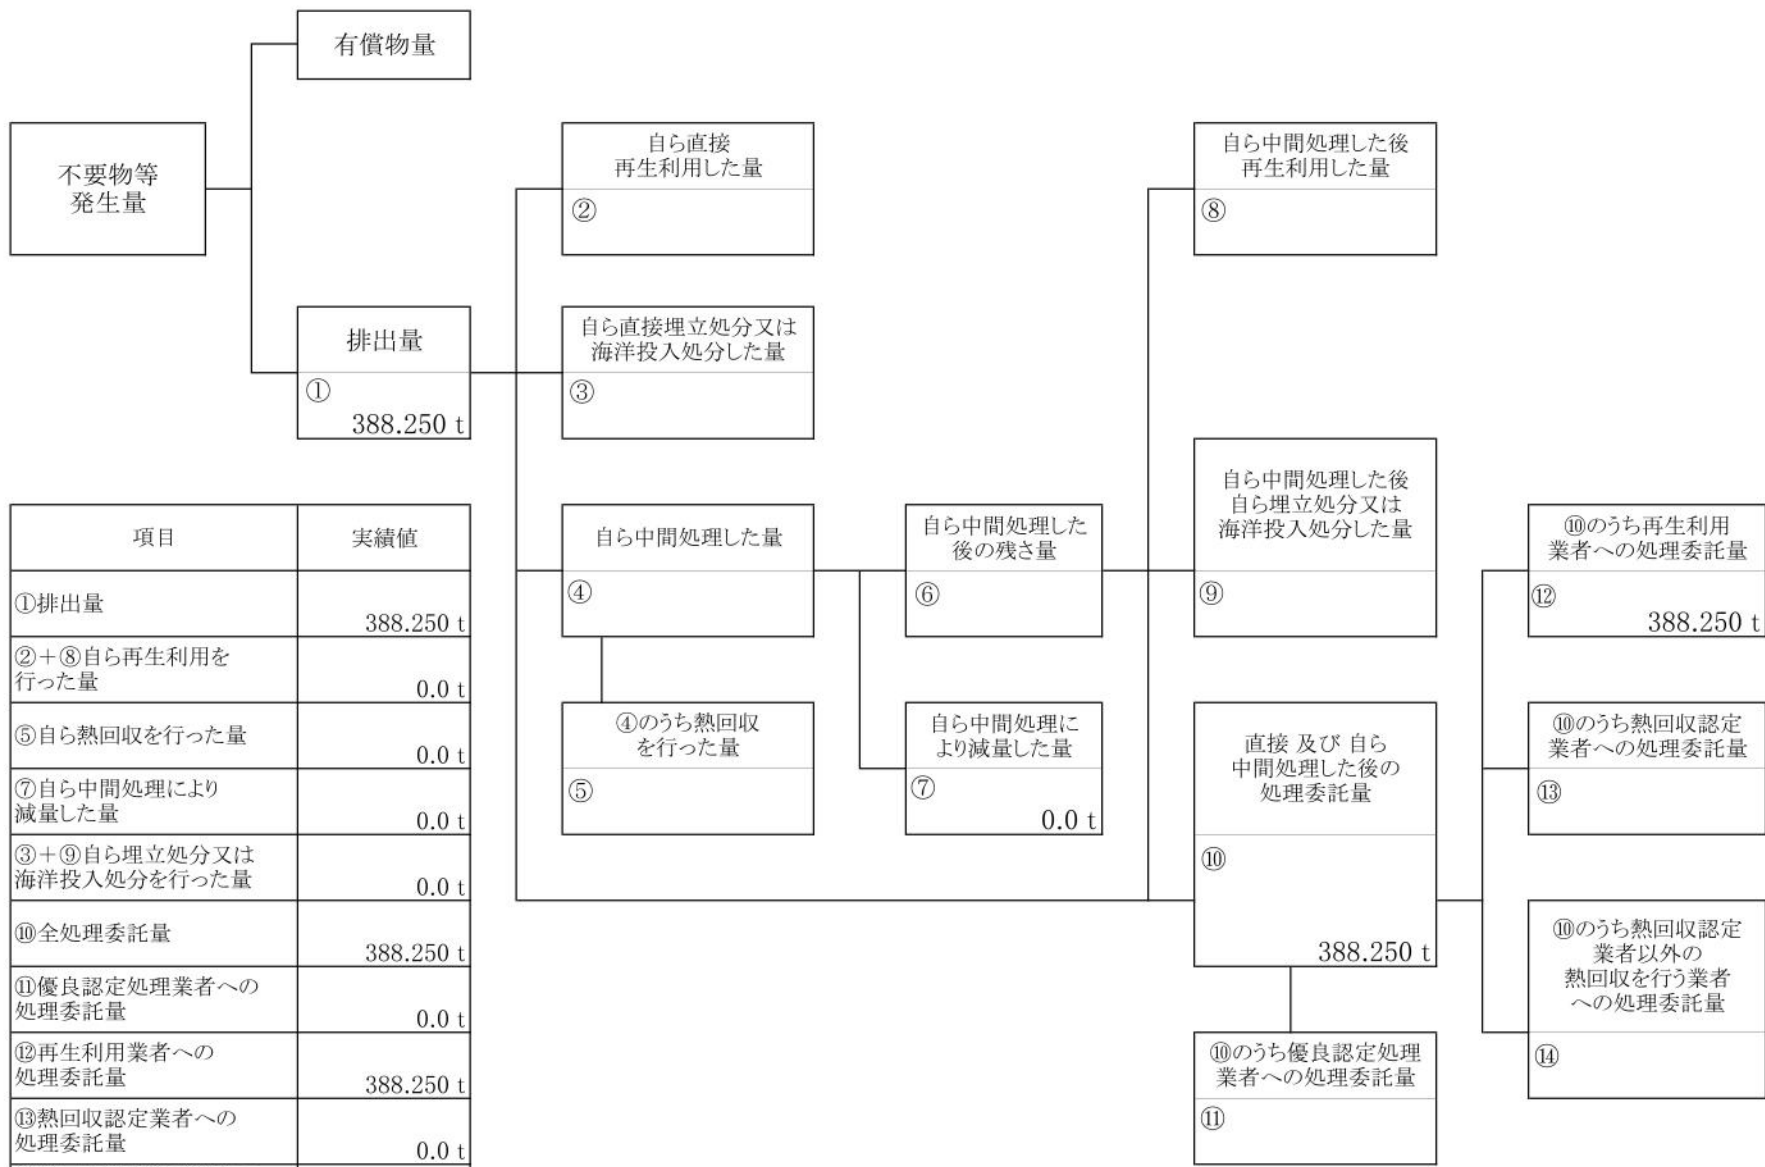 有償物量
不要物等
発生量
自ら直接
再生利用した量
②
自ら中間処理した後
再生利用した量
⑧
排出量
①
388.250 t
自ら直接埋立処分又は
海洋投入処分した量
③
自ら中間処理した量
④
自ら中間処理した
後の残さ量
⑥
自ら中間処理した後
自ら埋立処分又は
海洋投入処分した量
⑨
⑩のうち再生利用
業者への処理委託量
⑫
388.250 t
④のうち熱回収
を行った量
⑤
自ら中間処理に
より減量した量
⑦
0.0 t
直接 及び 自ら
中間処理した後の
処理委託量
⑩
388.250 t
⑩のうち熱回収認定
業者への処理委託量
⑬
⑩のうち熱回収認定
業者以外の
熱回収を行う業者
への処理委託量
⑭
⑩のうち優良認定処理
業者への処理委託量
⑪
項目 実績値
①排出量
388.250 t
②+⑧自ら再生利用を
行った量
0.0 t
⑤自ら熱回収を行った量
0.0 t
⑦自ら中間処理により
減量した量
0.0 t
③+⑨自ら埋立処分又は
海洋投入処分を行った量
0.0 t
⑩全処理委託量
388.250 t
⑪優良認定処理業者への
処理委託量
0.0 t
⑫再生利用業者への
処理委託量
388.250 t
⑬熱回収認定業者への
処理委託量
0.0 t